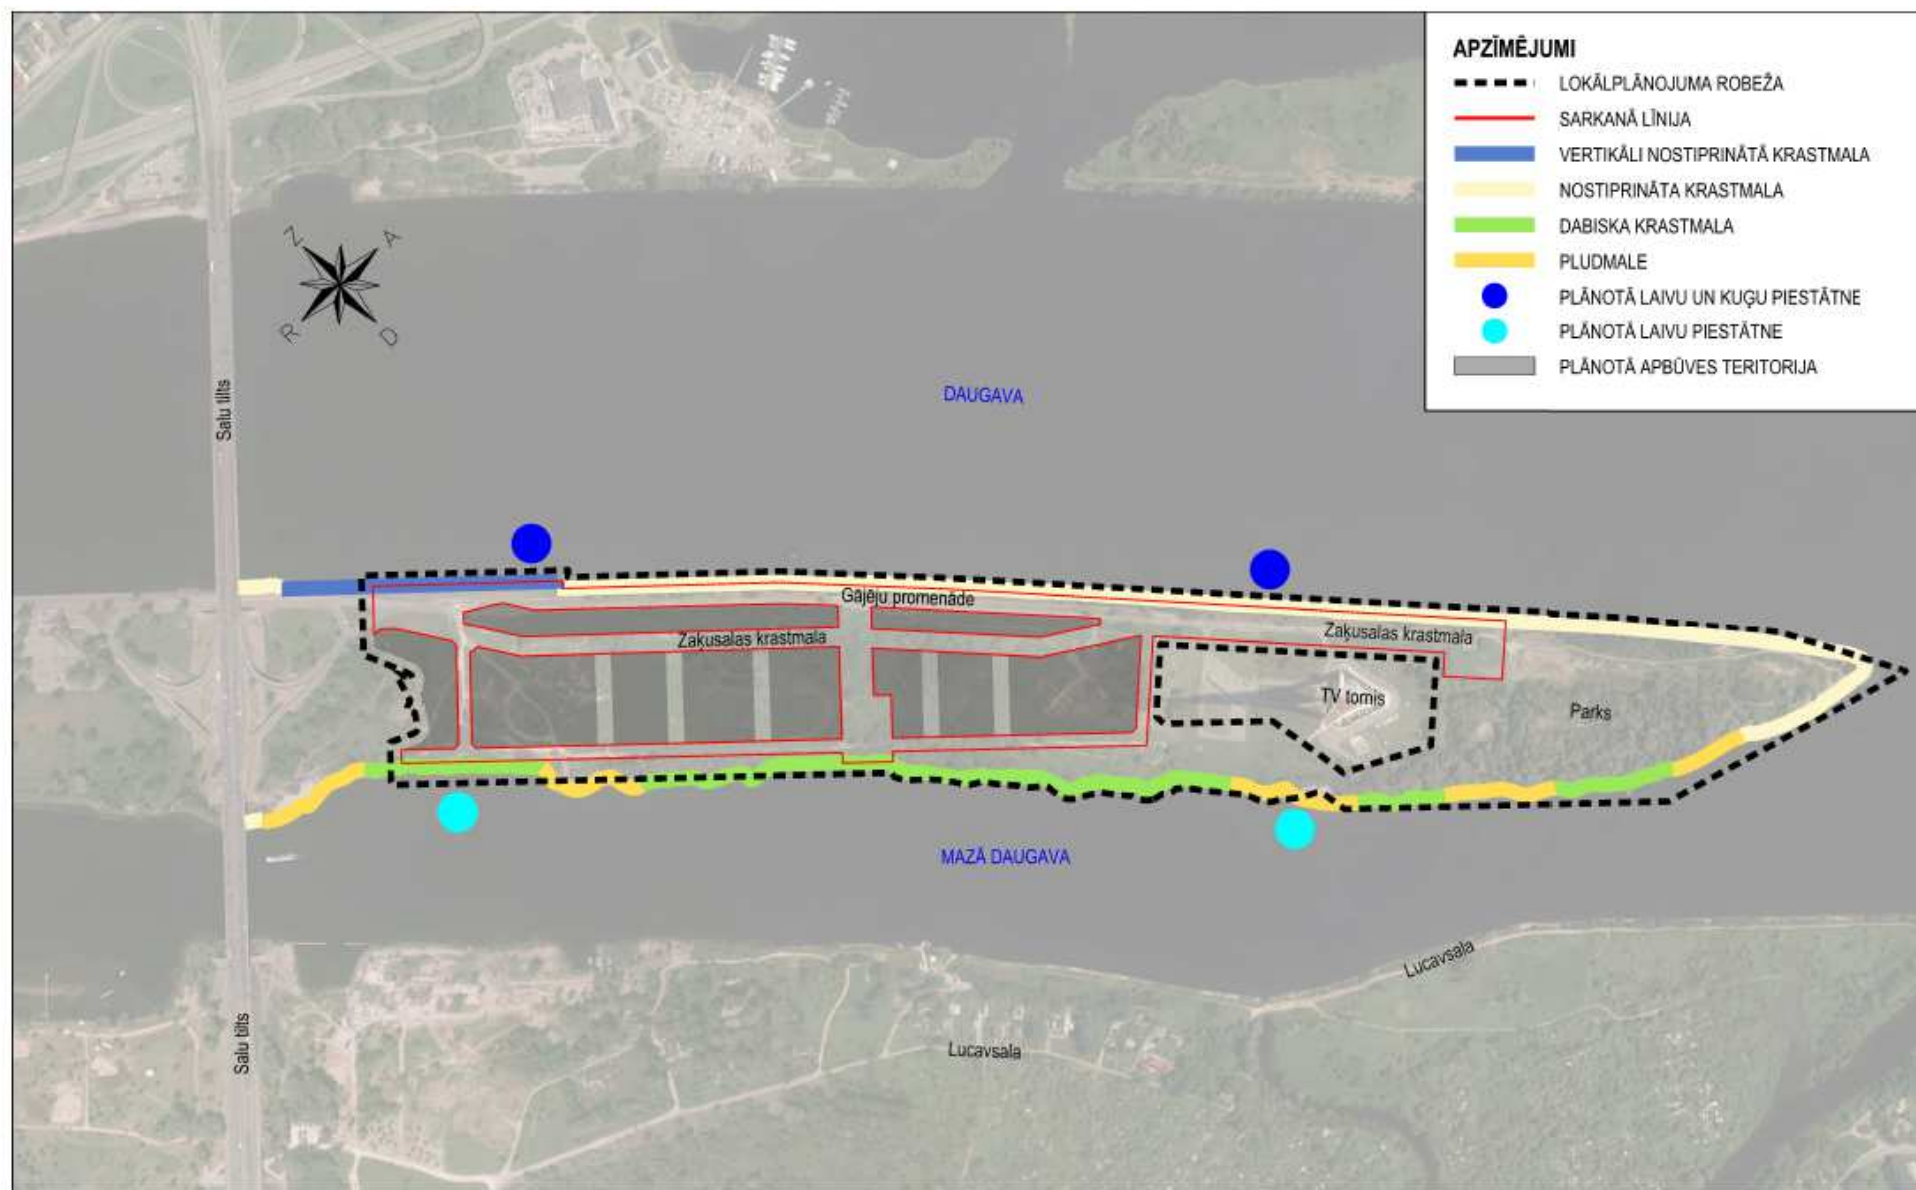 APZĪMĒJUMI
LOKĀLPLĀNOJUMA ROBEŽA
SARKANĀ LĪNIJA
VERTIKĀLI NOSTIPRINĀTĀ KRASTMALA
NOSTIPRINĀTA KRASTMALA
DABISKA KRASTMALA
PLUDMALE
PLĀNOTĀ LAIVU UN KUĢU PIESTĀTNE
PLĀNOTĀ LAIVU PIESTĀTNE
PLĀNOTĀ APBŪVES TERITORIJA
Z
A
R
D
Salu tilts
DAUGAVA
Gājēju promenāde
Zaķusalas krastmala
Zaķusalas krastmala
TV tornis
Parks
MAZĀ DAUGAVA
Lucavsala
Lucavsala
Salu tilts